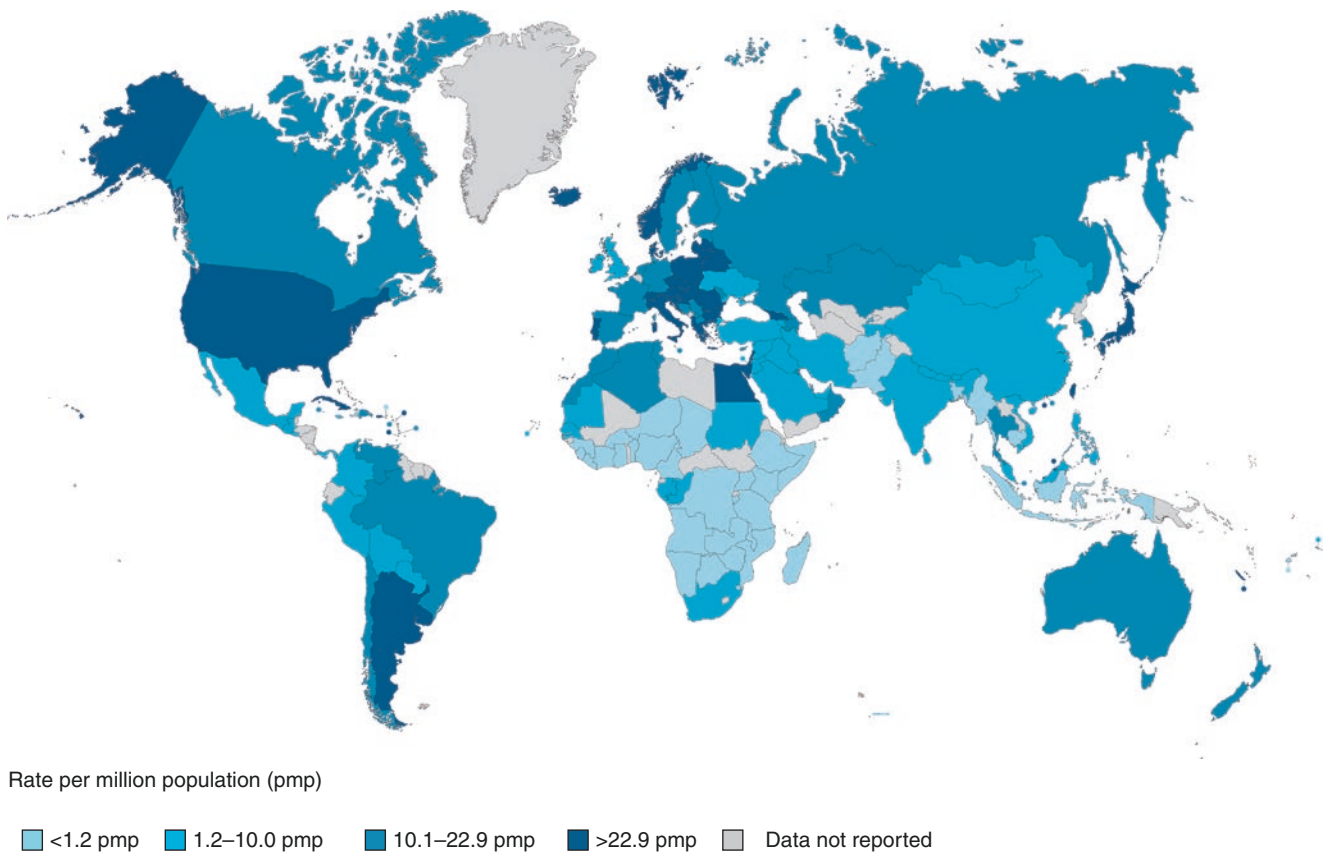 Rate per million population (pmp)
<1.2 pmp 1.2–10.0 pmp 10.1–22.9 pmp >22.9 pmp Data not reported